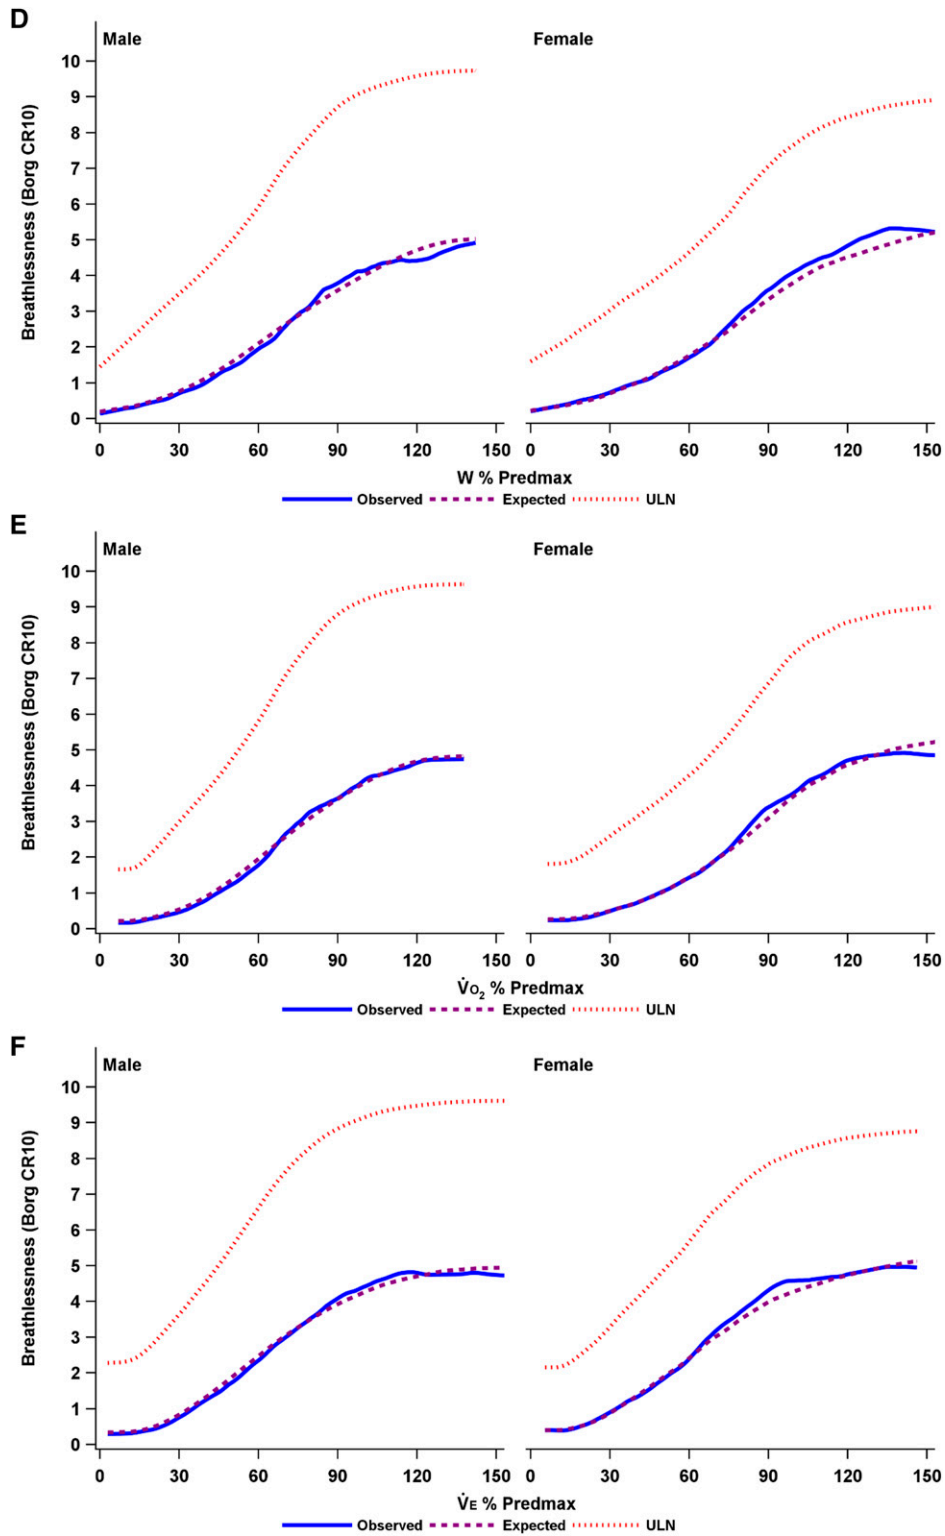 D
Male Female
Breathlessness (Borg CR10)
10
9
8
7
6
5
4
3
2
1
0
0 30 60 90 120 150 0 30 60 90 120 150
W % Predmax
Observed Expected ULN
E
Male Female
Breathlessness (Borg CR10)
10
9
8
7
6
5
4
3
2
1
0
0 30 60 90 120 150 0 30 60 90 120 150
V̇O₂ % Predmax
Observed Expected ULN
F
Male Female
Breathlessness (Borg CR10)
10
9
8
7
6
5
4
3
2
1
0
0 30 60 90 120 150 0 30 60 90 120 150
V̇E % Predmax
Observed Expected ULN